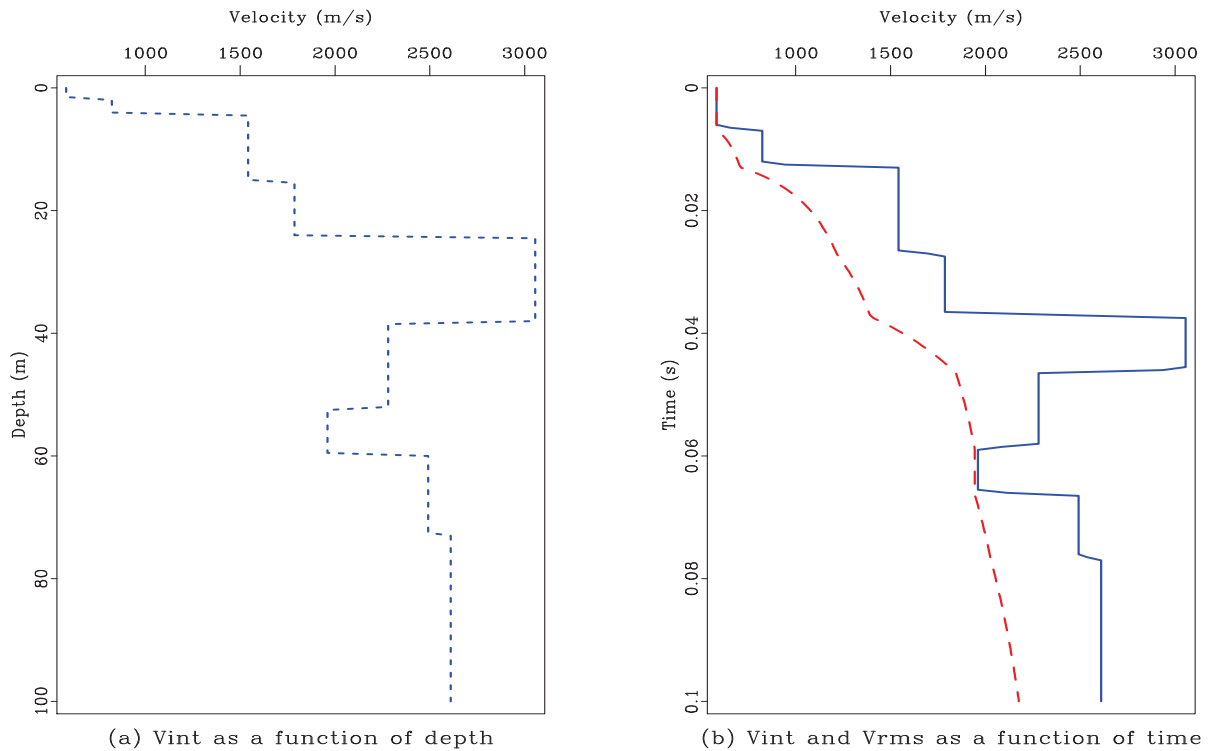 Velocity (m/s)
1000 1500 2000 2500 3000
0
20
40
60
80
100
Depth (m)
(a) Vint as a function of depth
Velocity (m/s)
1000 1500 2000 2500 3000
0
0.02
0.04
0.06
0.08
0.1
Time (s)
(b) Vint and Vrms as a function of time